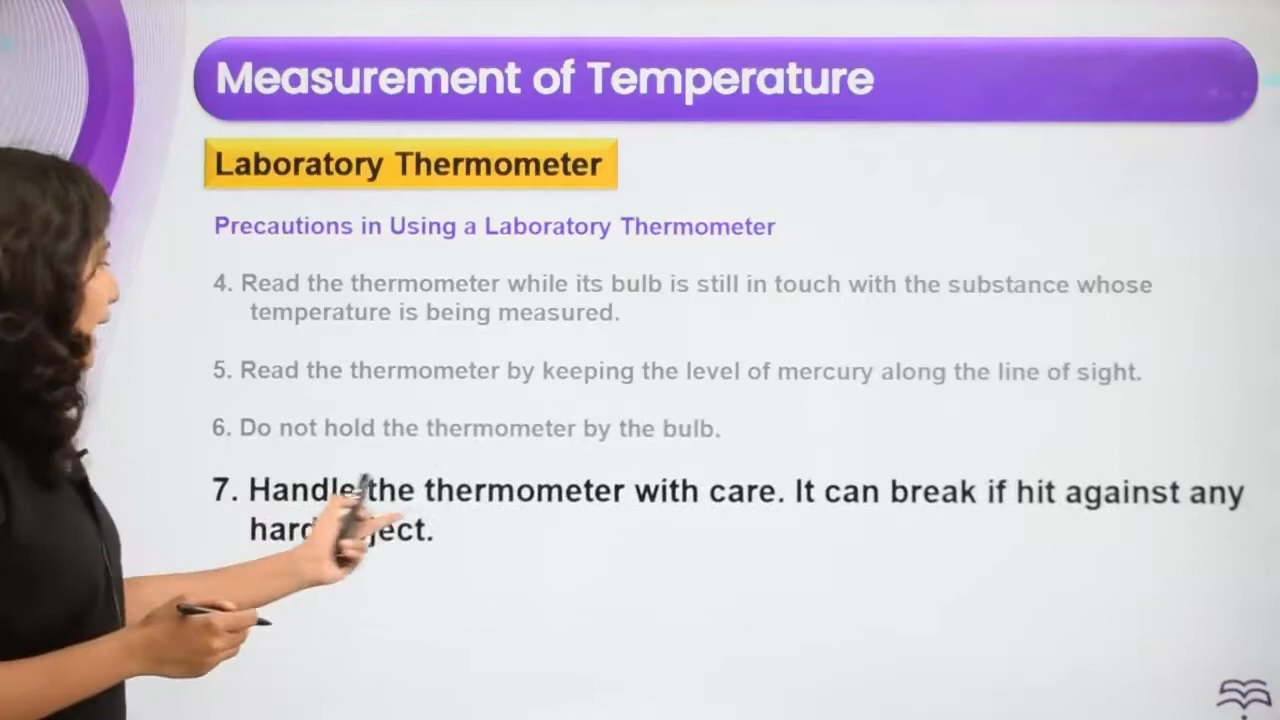 Measurement of Temperature
Laboratory Thermometer
Precautions in Using a Laboratory Thermometer
4. Read the thermometer while its bulb is still in touch with the substance whose
temperature is being measured.
5. Read the thermometer by keeping the level of mercury along the line of sight.
6. Do not hold the thermometer by the bulb.
7. Handle the thermometer with care. It can break if hit against any